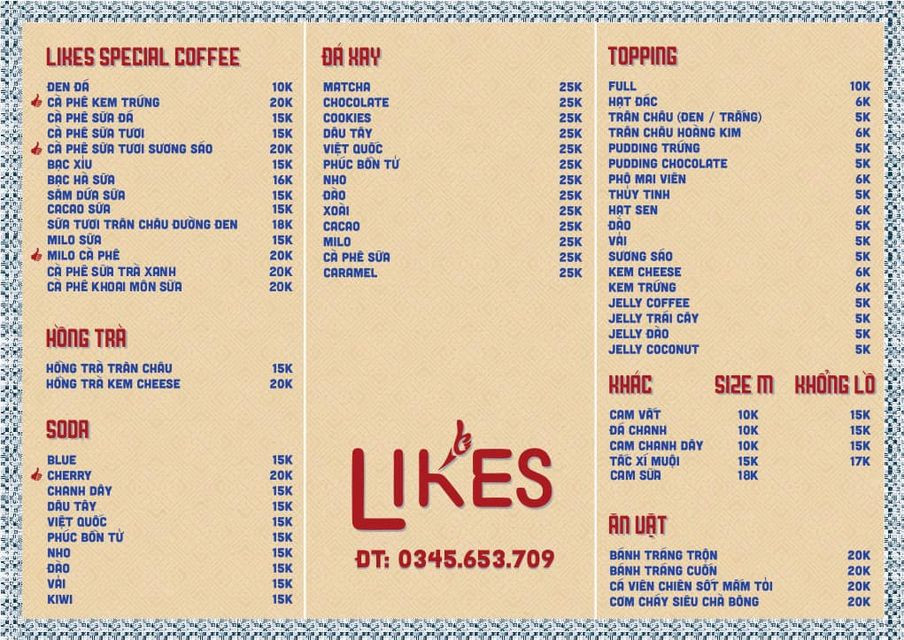 LIKES SPECIAL COFFEE
ĐEN ĐÁ 10K
CÀ PHÊ KEM TRỨNG 20K
CÀ PHÊ SỮA ĐÁ 15K
CÀ PHÊ SỮA TƯƠI 15K
CÀ PHÊ SỮA TƯƠI SƯƠNG SÁO 20K
BẠC XỈU 15K
BẠC HÀ SỮA 16K
SÂM DỨA SỮA 15K
CACAO SỮA 15K
SỮA TƯƠI TRÂN CHÂU ĐƯỜNG ĐEN 18K
MILO SỮA 15K
MILO CÀ PHÊ 20K
CÀ PHÊ SỮA TRÀ XANH 20K
CÀ PHÊ KHOAI MÔN SỮA 20K
HỒNG TRÀ
HỒNG TRÀ TRÂN CHÂU 15K
HỒNG TRÀ KEM CHEESE 20K
SODA
BLUE 15K
CHERRY 20K
CHANH DÂY 15K
DÂU TÂY 15K
VIỆT QUỐC 15K
PHÚC BỒN TỬ 15K
NHO 15K
ĐÀO 15K
VẢI 15K
KIWI 15K
ĐÁ XAY
MATCHA 25K
CHOCOLATE 25K
COOKIES 25K
DÂU TÂY 25K
VIỆT QUỐC 25K
PHÚC BỒN TỬ 25K
NHO 25K
ĐÀO 25K
XOÀI 25K
CACAO 25K
MILO 25K
CÀ PHÊ SỮA 25K
CARAMEL 25K
LIKES
ĐT: 0345.653.709
TOPPING
FULL 10K
HẠT ĐÁC 6K
TRÂN CHÂU (ĐEN / TRẮNG) 5K
TRÂN CHÂU HOÀNG KIM 6K
PUDDING TRỨNG 5K
PUDDING CHOCOLATE 5K
PHÔ MAI VIÊN 6K
THỦY TINH 5K
HẠT SEN 6K
ĐÀO 5K
VẢI 5K
SƯƠNG SÁO 5K
KEM CHEESE 6K
KEM TRỨNG 6K
JELLY COFFEE 5K
JELLY TRÁI CÂY 5K
JELLY ĐÀO 5K
JELLY COCONUT 5K
KHÁC SIZE M KHỔNG LỒ
CAM VẮT 10K 15K
ĐÁ CHANH 10K 15K
CAM CHANH DÂY 10K 15K
TẮC XÍ MUỘI 15K 17K
CAM SỮA 18K
ĂN VẶT
BÁNH TRÁNG TRỘN 20K
BÁNH TRÁNG CUỐN 20K
CÁ VIÊN CHIÊN SỐT MẮM TỎI 20K
CƠM CHÁY SIÊU CHÀ BÔNG 20K